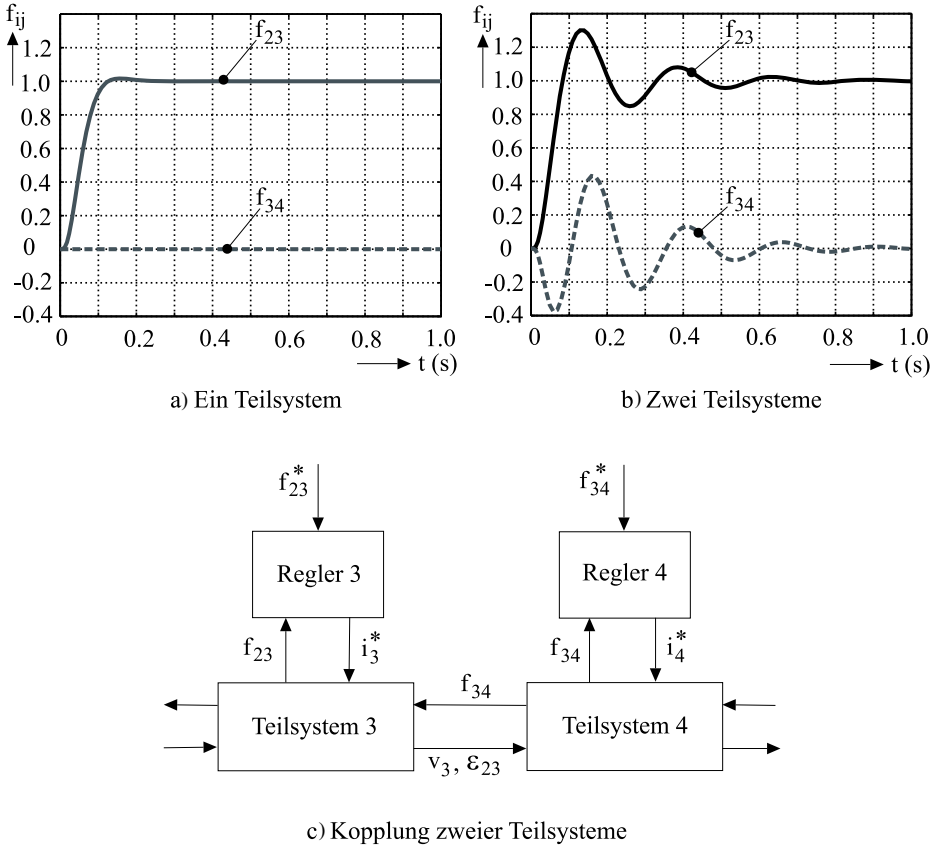 f_ij
1.2
1.0
0.8
0.6
0.4
0.2
0
-0.2
-0.4
0 0.2 0.4 0.6 0.8 1.0
t (s)
f_23
f_34
a) Ein Teilsystem
f_ij
1.2
1.0
0.8
0.6
0.4
0.2
0
-0.2
-0.4
0 0.2 0.4 0.6 0.8 1.0
t (s)
f_23
f_34
b) Zwei Teilsysteme
f*_23 f*_34
Regler 3 Regler 4
f_23 i*_3 f_34 i*_4
f_34
Teilsystem 3 Teilsystem 4
v_3, ε_23
c) Kopplung zweier Teilsysteme